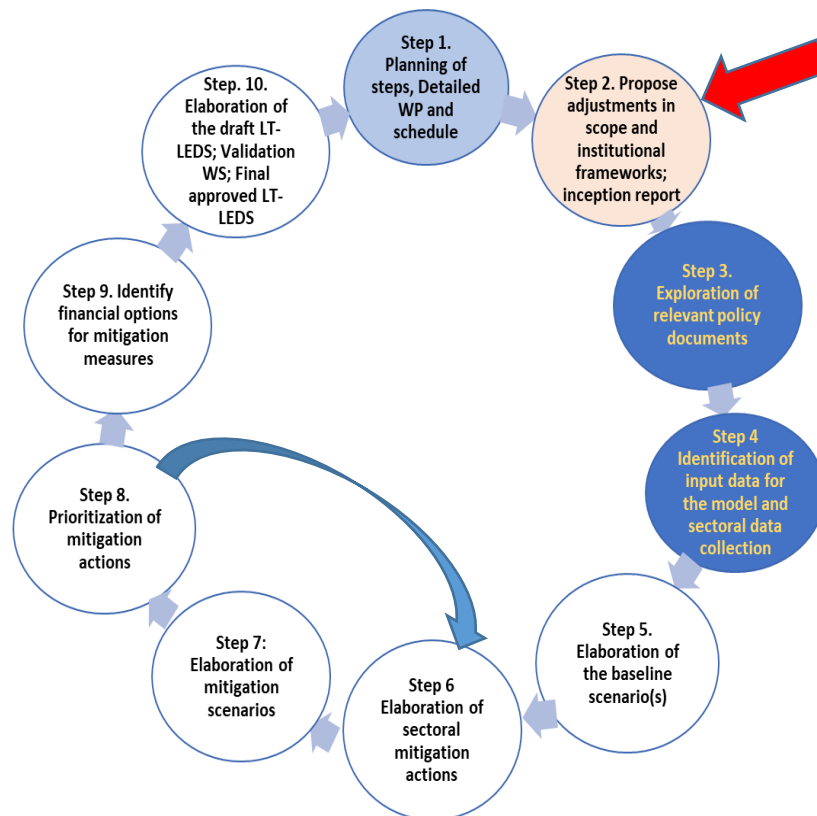 Step 1.
Planning of
steps, Detailed
WP and
schedule
Step 2. Propose
adjustments in
scope and
institutional
frameworks;
inception report
Step 3.
Exploration of
relevant policy
documents
Step 4
Identification of
input data for
the model and
sectoral data
collection
Step 5.
Elaboration of
the baseline
scenario(s)
Step 6
Elaboration of
sectoral
mitigation
actions
Step 7:
Elaboration of
mitigation
scenarios
Step 8.
Prioritization of
mitigation
actions
Step 9. Identify
financial options
for mitigation
measures
Step. 10.
Elaboration of
the draft LT-
LEDS; Validation
WS; Final
approved LT-
LEDS